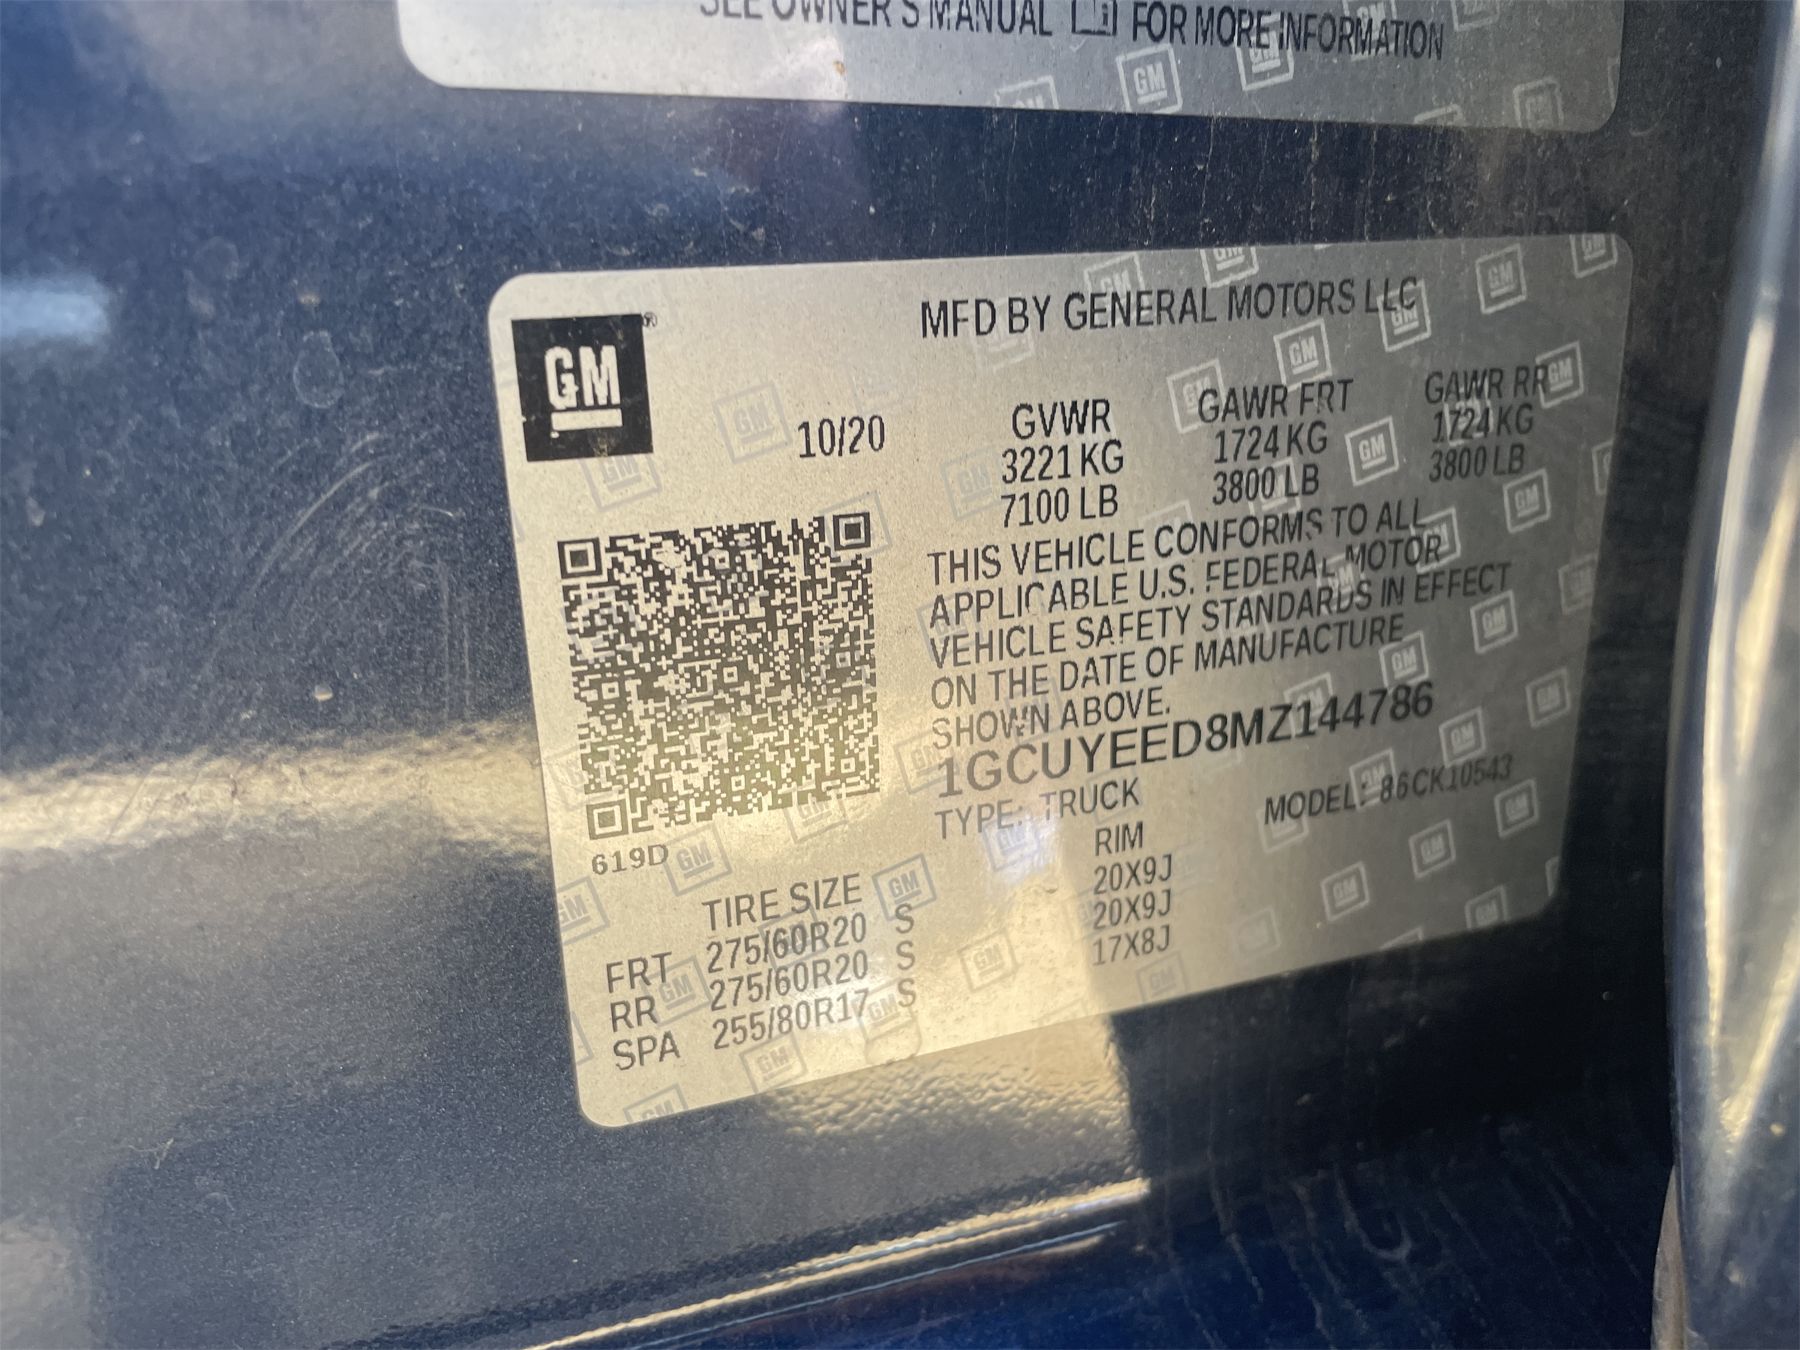 SEE OWNER'S MANUAL FOR MORE INFORMATION
MFD BY GENERAL MOTORS LLC
GM ®
10/20
GVWR GAWR FRT GAWR RR
3221 KG 1724 KG 1724 KG
7100 LB 3800 LB 3800 LB
THIS VEHICLE CONFORMS TO ALL
APPLICABLE U.S. FEDERAL MOTOR
VEHICLE SAFETY STANDARDS IN EFFECT
ON THE DATE OF MANUFACTURE
SHOWN ABOVE.
1GCUYEED8MZ144786
TYPE: TRUCK MODEL: 86CK10543
619D
TIRE SIZE RIM
FRT 275/60R20 S 20X9J
RR 275/60R20 S 20X9J
SPA 255/80R17 S 17X8J